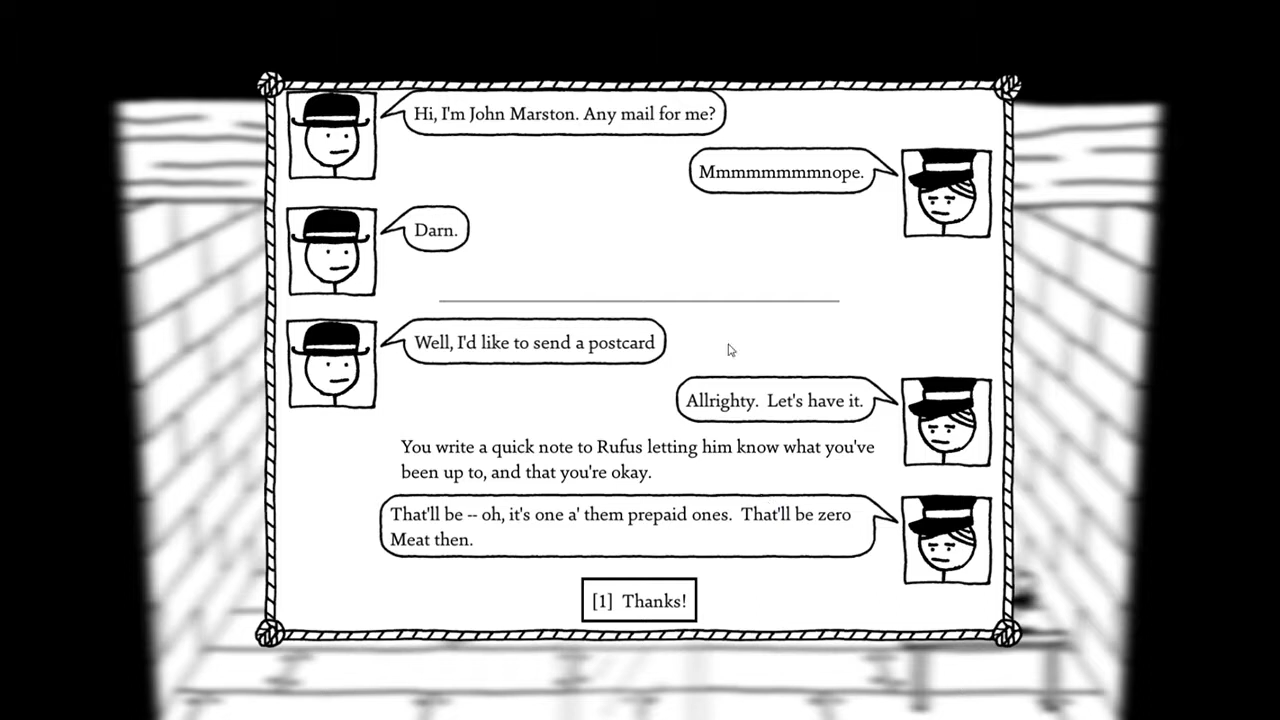 Hi, I'm John Marston. Any mail for me?
Mmmmmmmmnope.
Darn.
Well, I'd like to send a postcard
Allrighty.  Let's have it.
You write a quick note to Rufus letting him know what you've
been up to, and that you're okay.
That'll be -- oh, it's one a' them prepaid ones.  That'll be zero
Meat then.
[1]  Thanks!